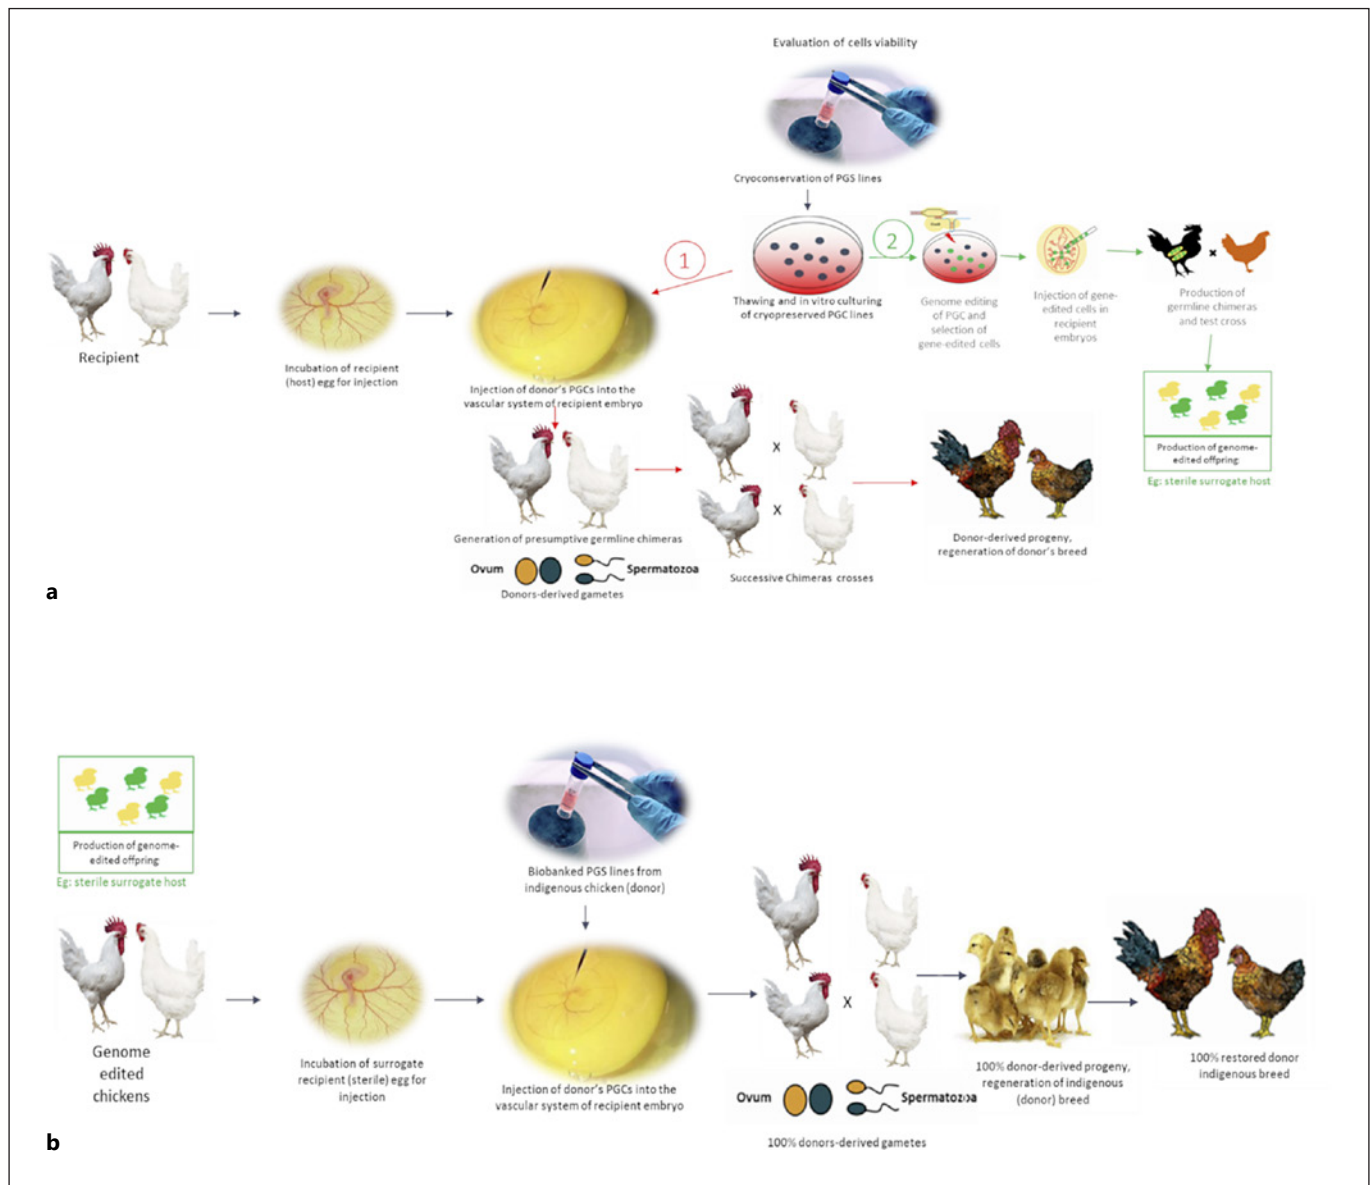 Evaluation of cells viability
Cryoconservation of PGS lines
1
2
Recipient
Incubation of recipient
(host) egg for injection
Injection of donor's PGCs into the
vascular system of recipient embryo
Thawing and in vitro culturing
of cryopreserved PGC lines
Genome editing
of PGC and
selection of
gene-edited cells
Injection of gene-
edited cells in
recipient
embryos
x
Production of
germline chimeras
and test cross
Production of genome-
edited offspring
Eg: sterile surrogate host
X
X
Generation of presumptive germline chimeras
Ovum
Spermatozoa
Donors-derived gametes
Successive Chimeras crosses
Donor-derived progeny,
regeneration of donor's breed
a
Production of genome-
edited offpring
Eg: sterile surrogate host
Genome
edited
chickens
Incubation of surrogate
recipient (sterile) egg for
injection
Biobanked PGS lines from
indigenous chicken (donor)
Injection of donor's PGCs into the
vascular system of recipient embryo
X
Ovum
Spermatozoa
100% donors-derived gametes
100% donor-derived progeny,
regeneration of indigenous
(donor) breed
100% restored donor
indigenous breed
b